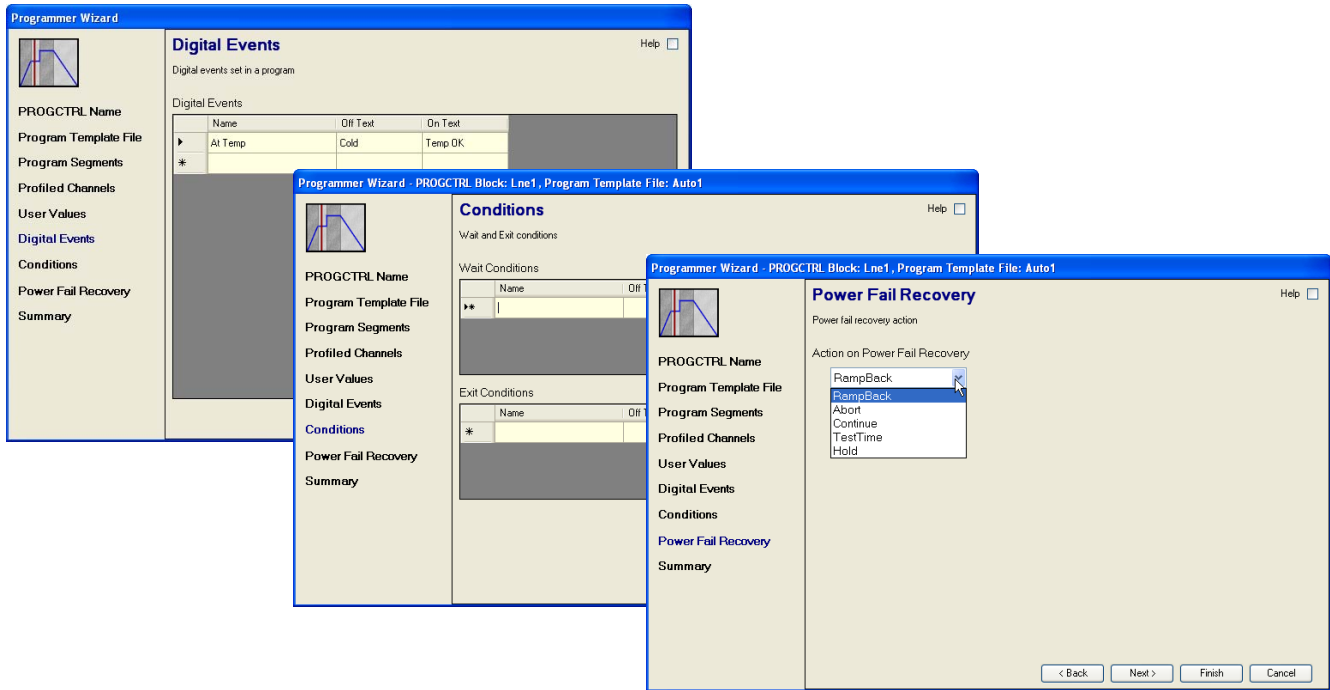 Programmer Wizard
PROGCTRL Name
Program Template File
Program Segments
Profiled Channels
User Values
Digital Events
Conditions
Power Fail Recovery
Summary
Digital Events
Help
Digital events set in a program
Digital Events
Name Off Text On Text
At Temp Cold Temp OK
Programmer Wizard - PROGCTRL Block: Lne1, Program Template File: Auto1
PROGCTRL Name
Program Template File
Program Segments
Profiled Channels
User Values
Digital Events
Conditions
Power Fail Recovery
Summary
Conditions
Help
Wait and Exit conditions
Wait Conditions
Name Off
Exit Conditions
Name Off
Programmer Wizard - PROGCTRL Block: Lne1, Program Template File: Auto1
PROGCTRL Name
Program Template File
Program Segments
Profiled Channels
User Values
Digital Events
Conditions
Power Fail Recovery
Summary
Power Fail Recovery
Help
Power fail recovery action
Action on Power Fail Recovery
RampBack
RampBack
Abort
Continue
TestTime
Hold
< Back Next > Finish Cancel